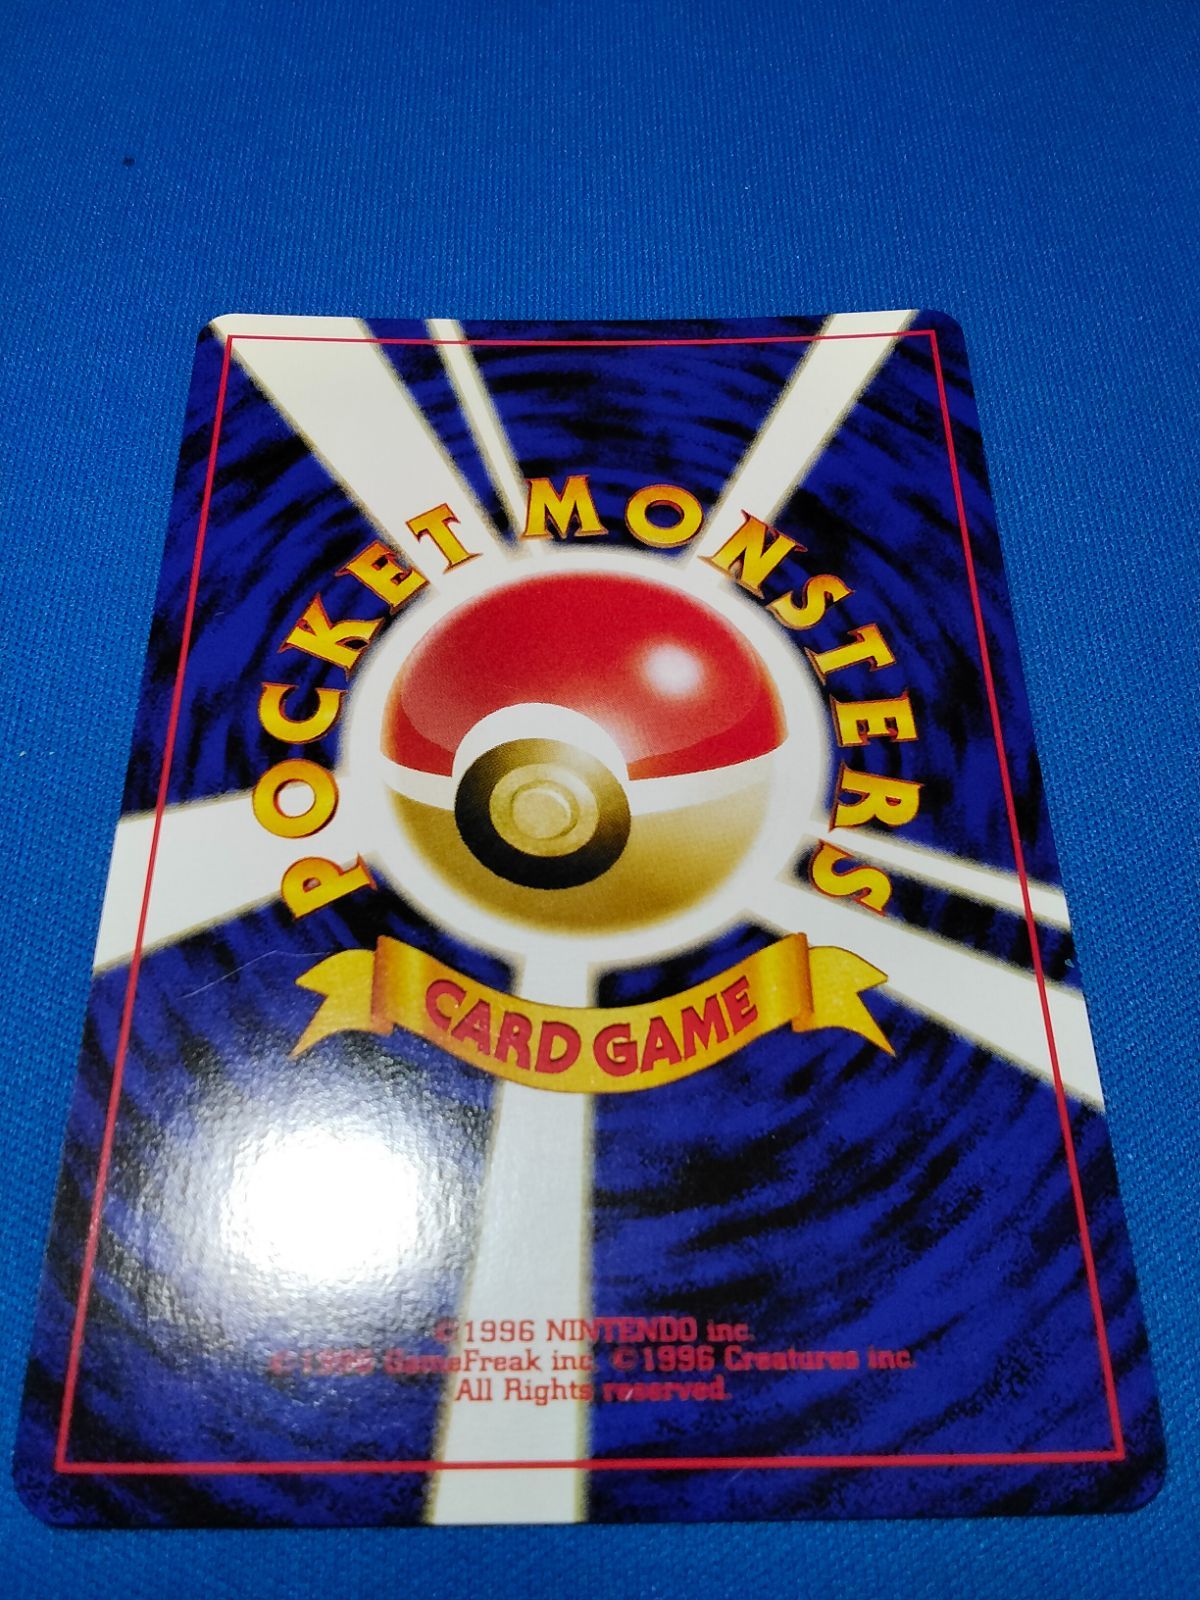 POCKET MONSTERS
CARD GAME
©1996 NINTENDO inc.
©1996 GameFreak inc. ©1996 Creatures inc.
All Rights reserved.